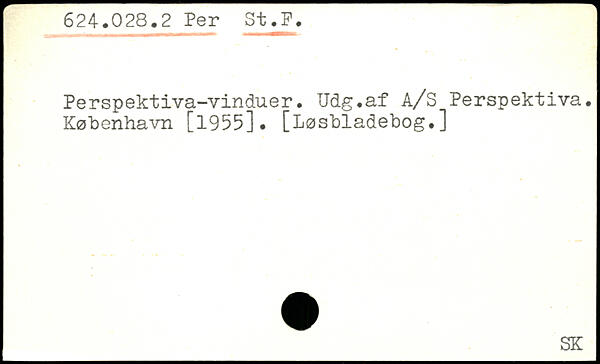 624.028.2 Per St.F.
Perspektiva-vinduer. Udg.af A/S Perspektiva.
København [1955]. [Løsbladebog.]
SK